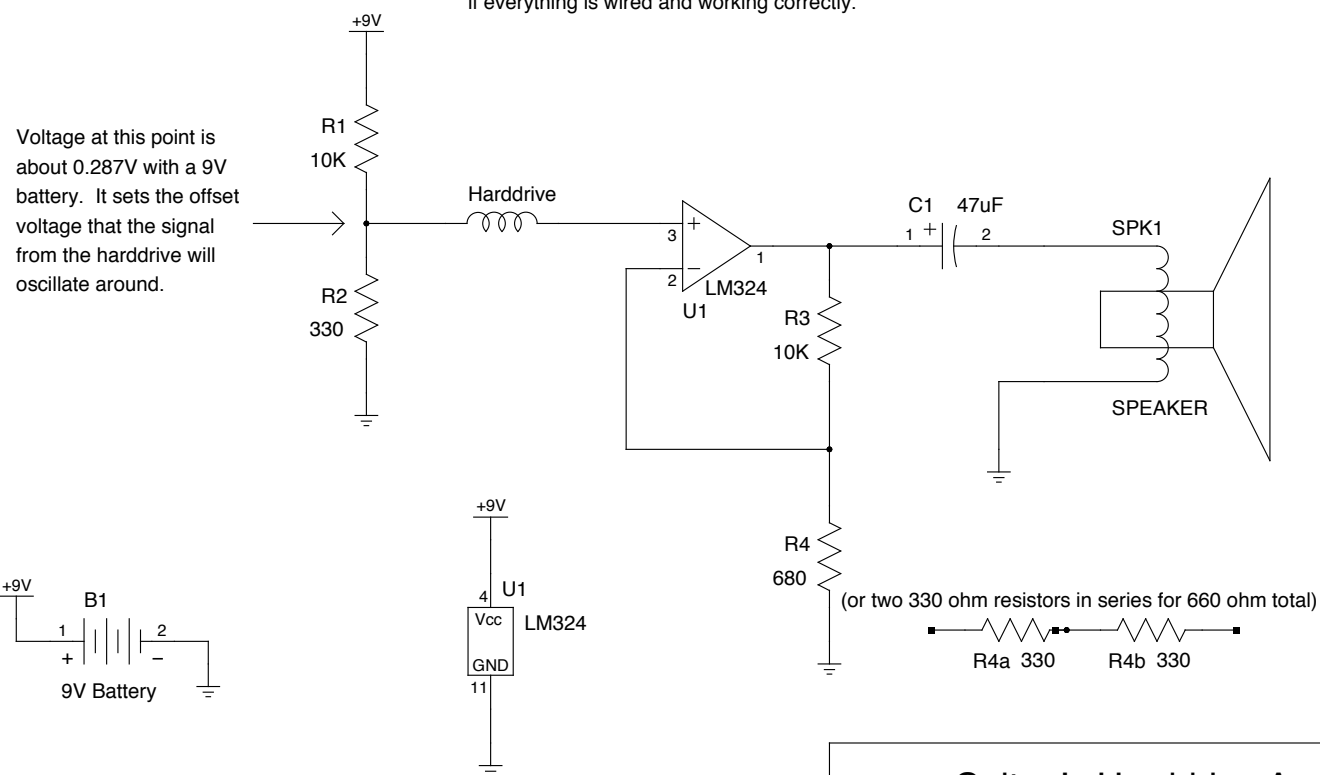 if everything is wired and working correctly.
+9V
Voltage at this point is
about 0.287V with a 9V
battery. It sets the offset
voltage that the signal
from the harddrive will
oscillate around.
R1
10K
R2
330
Harddrive
3
+
2
−
1
LM324
U1
C1 47uF
1 + 2
SPK1
SPEAKER
R3
10K
R4
680
(or two 330 ohm resistors in series for 660 ohm total)
R4a 330 R4b 330
+9V
B1
1 2
+ −
9V Battery
+9V
4 U1
Vcc
LM324
GND
11